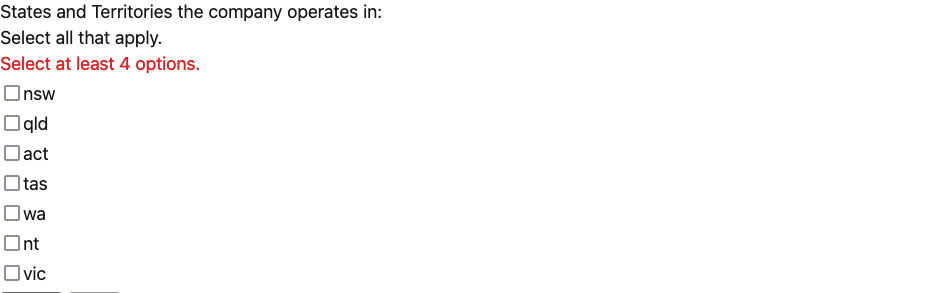 States and Territories the company operates in:
Select all that apply.
Select at least 4 options.
nsw
qld
act
tas
wa
nt
vic